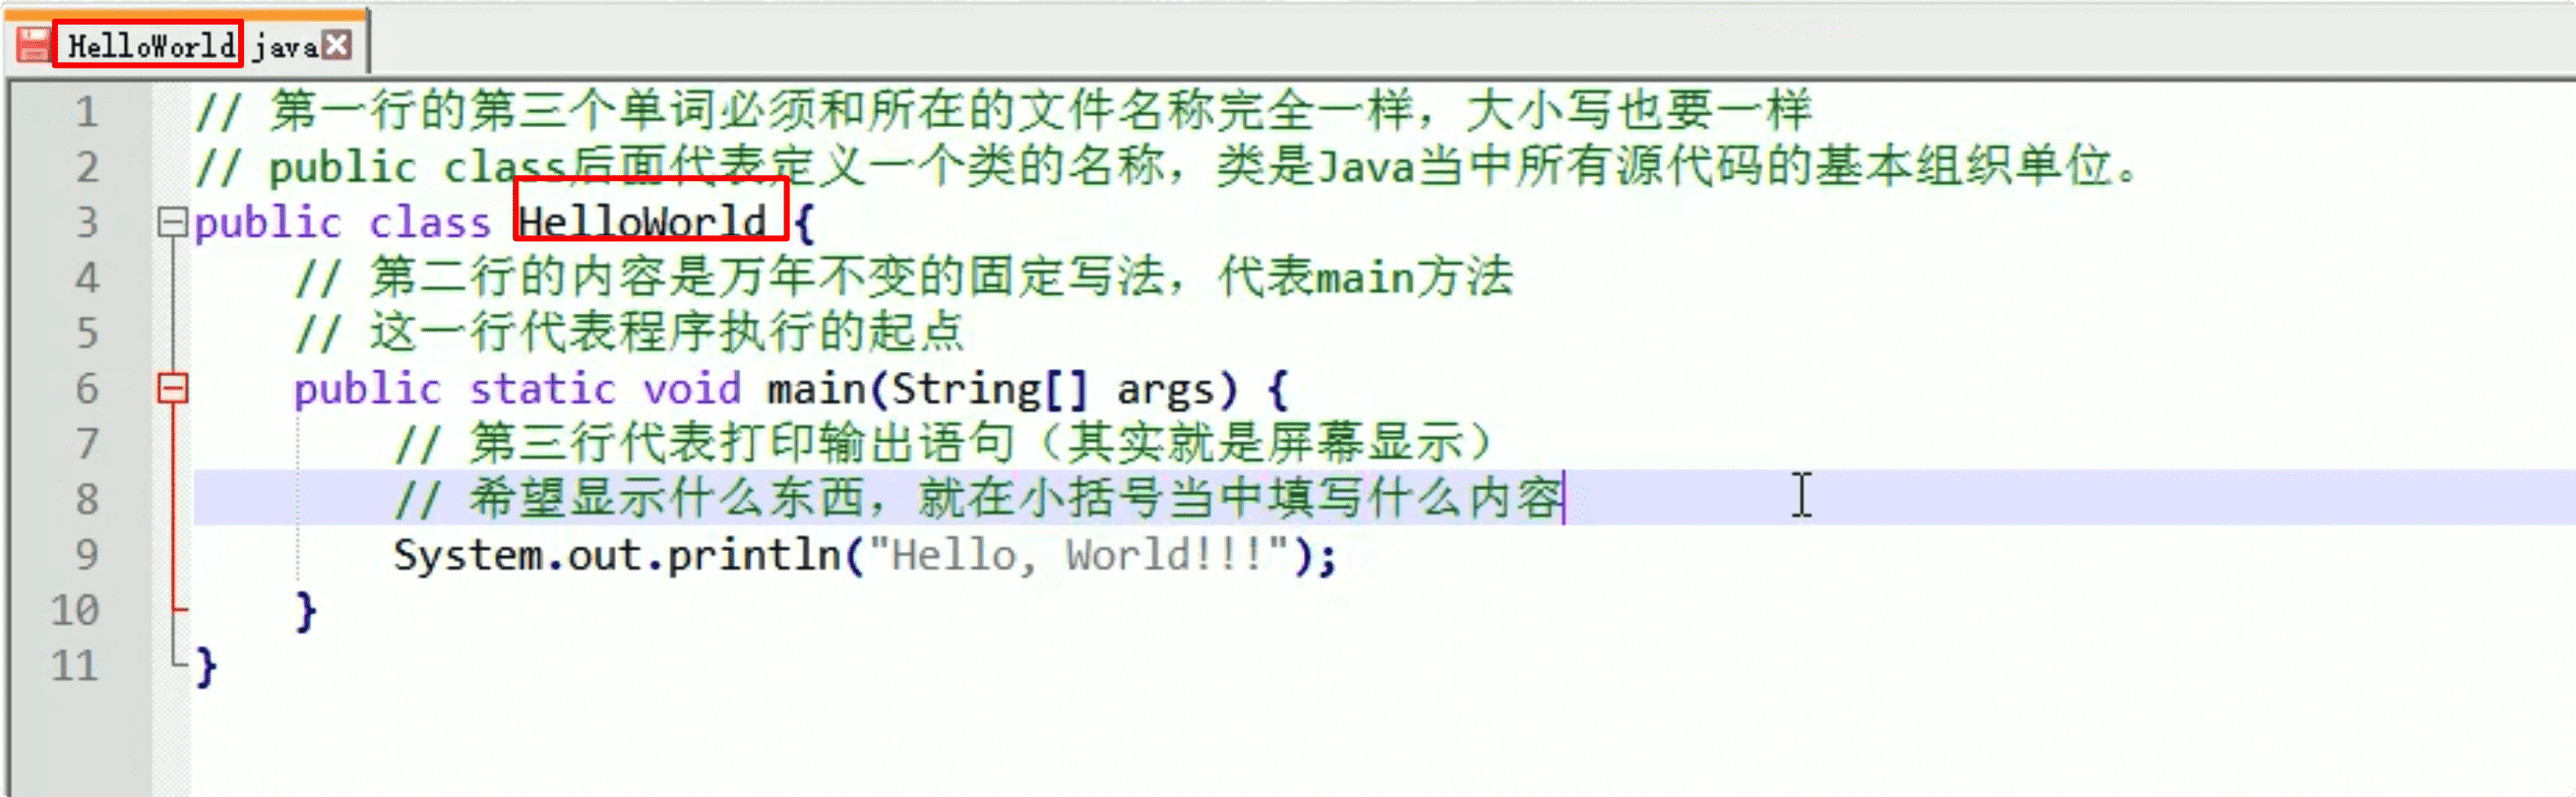 HelloWorld java
1 // 第一行的第三个单词必须和所在的文件名称完全一样，大小写也要一样
2 // public class后面代表定义一个类的名称，类是Java当中所有源代码的基本组织单位。
3 public class HelloWorld {
4 // 第二行的内容是万年不变的固定写法，代表main方法
5 // 这一行代表程序执行的起点
6 public static void main(String[] args) {
7 // 第三行代表打印输出语句（其实就是屏幕显示）
8 // 希望显示什么东西，就在小括号当中填写什么内容
9 System.out.println("Hello, World!!!");
10 }
11 }